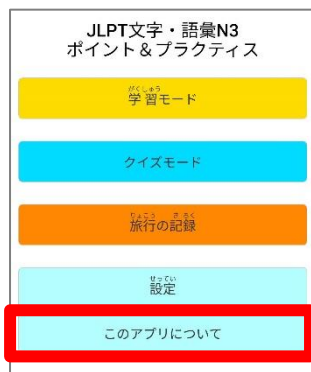 JLPT文字・語彙N3
ポイント＆プラクティス
がくしゅう
学習モード
クイズモード
りょこう きろく
旅行の記録
せってい
設定
このアプリについて